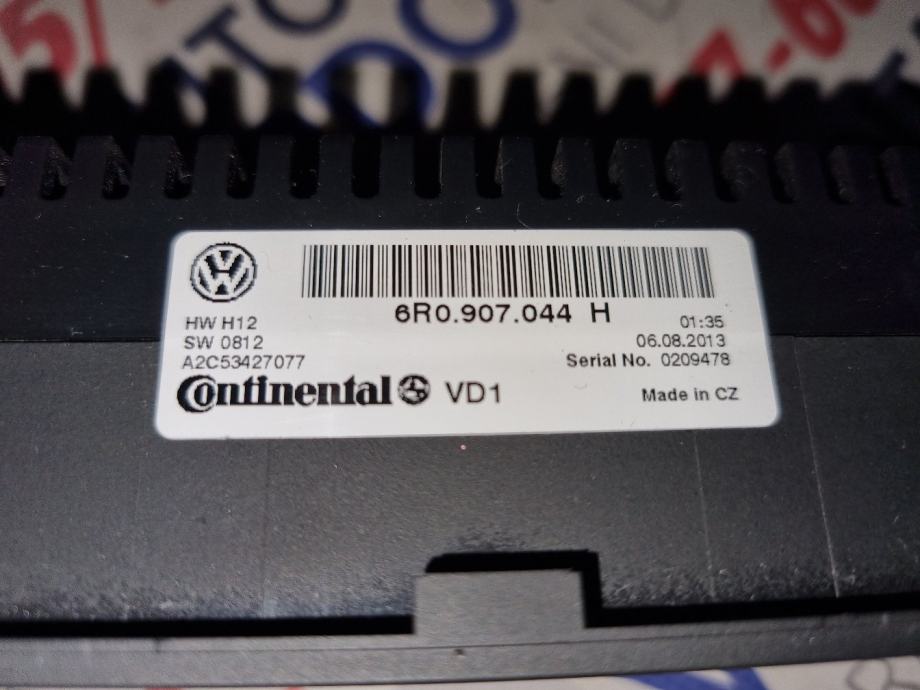 6R0.907.044 H
HW H12
01:35
SW 0812
06.08.2013
A2C53427077
Serial No. 0209478
Continental VD1
Made in CZ